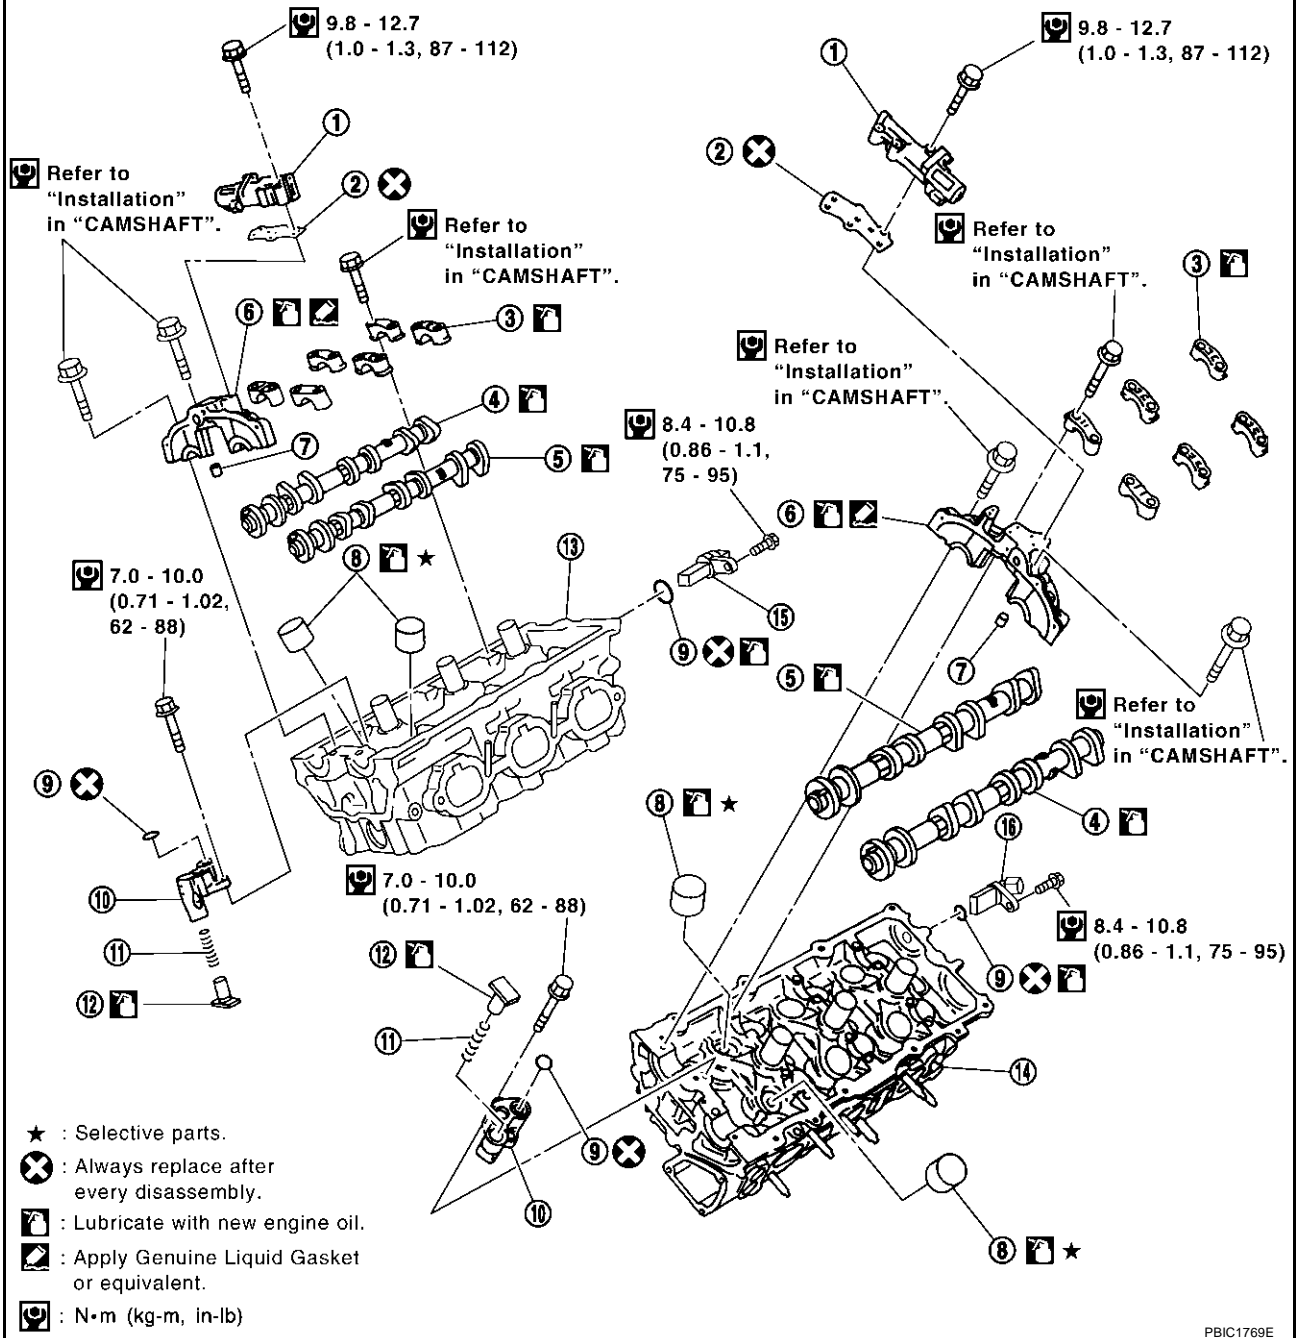 9.8 - 12.7
(1.0 - 1.3, 87 - 112)
1
2
Refer to
“Installation”
in “CAMSHAFT”.
Refer to
“Installation”
in “CAMSHAFT”.
6
3
4
5
7
8 ★
13
15
9
7.0 - 10.0
(0.71 - 1.02,
62 - 88)
8.4 - 10.8
(0.86 - 1.1,
75 - 95)
9
10
11
12
9.8 - 12.7
(1.0 - 1.3, 87 - 112)
1
2
Refer to
“Installation”
in “CAMSHAFT”.
3
Refer to
“Installation”
in “CAMSHAFT”.
6
7
5
Refer to
“Installation”
in “CAMSHAFT”.
8 ★
4
16
8.4 - 10.8
(0.86 - 1.1, 75 - 95)
9
7.0 - 10.0
(0.71 - 1.02, 62 - 88)
12
11
9
10
14
8 ★
★ : Selective parts.
: Always replace after
every disassembly.
: Lubricate with new engine oil.
: Apply Genuine Liquid Gasket
or equivalent.
: N•m (kg-m, in-lb)
PBIC1769E